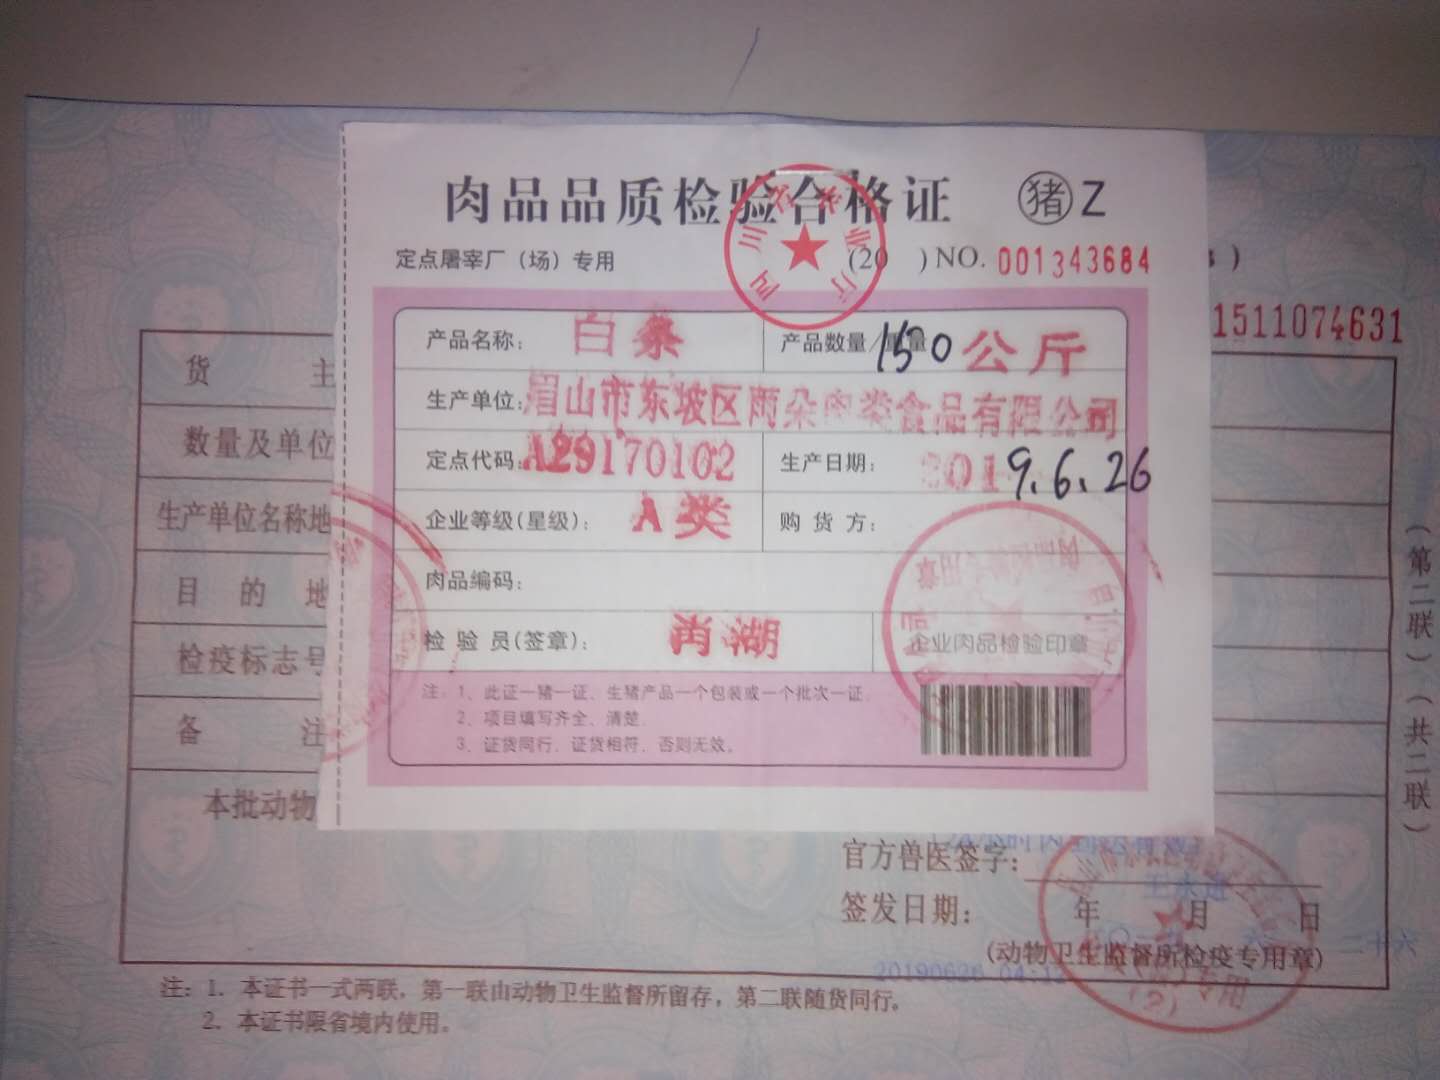 肉品品质检验合格证 猪Z
定点屠宰厂（场）专用 (20 ) NO. 001343684
四川省农业厅
1511074631
产品名称：白条 产品数量/重量 150公斤
生产单位：眉山市东坡区雨朵肉类食品有限公司
定点代码：A29170102 生产日期：2019.6.26
企业等级(星级)：A类 购货方：
肉品编码：
检验员(签章)：肖湖 企业肉品检验印章
注：1、此证一猪一证、生猪产品一个包装或一个批次一证.
2、项目填写齐全、清楚.
3、证货同行、证货相符，否则无效。
货 主
数量及单位
生产单位名称地
目 的 地
检疫标志号
备 注
本批动物
官方兽医签字：
签发日期： 年 月 日
(动物卫生监督所检疫专用章)
注：1. 本证书一式两联，第一联由动物卫生监督所留存，第二联随货同行。
2. 本证书限省境内使用。
（第二联）（共二联）